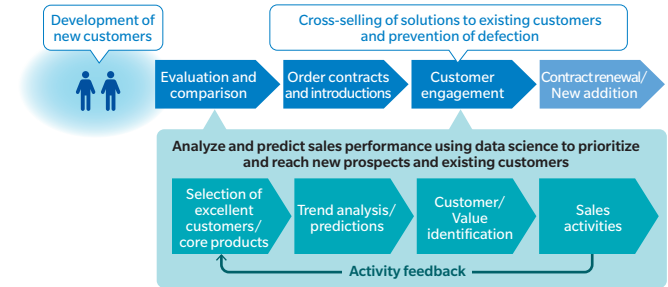 Development of
new customers
Cross-selling of solutions to existing customers
and prevention of defection
Evaluation and
comparison
Order contracts
and introductions
Customer
engagement
Contract renewal/
New addition
Analyze and predict sales performance using data science to prioritize
and reach new prospects and existing customers
Selection of
excellent
customers/
core products
Trend analysis/
predictions
Customer/
Value
identification
Sales
activities
Activity feedback